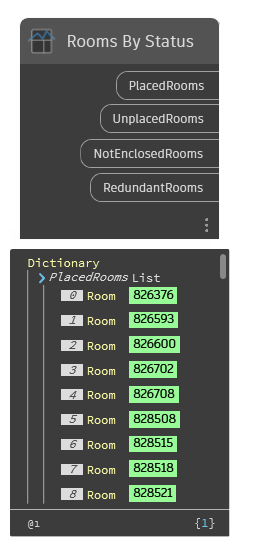 Rooms By Status
PlacedRooms
UnplacedRooms
NotEnclosedRooms
RedundantRooms
Dictionary
PlacedRooms List
0 Room 826376
1 Room 826593
2 Room 826600
3 Room 826702
4 Room 826708
5 Room 828508
6 Room 828515
7 Room 828518
8 Room 828521
@1 {1}